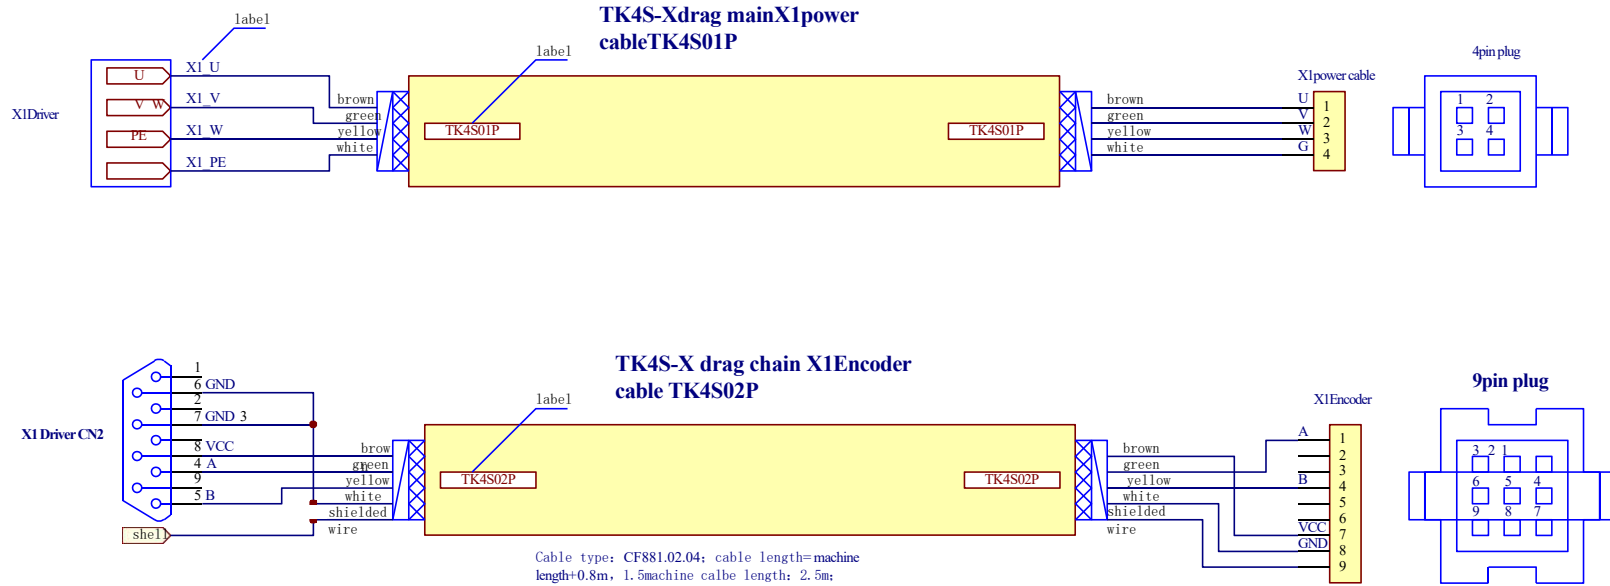 TK4S-Xdrag mainX1power
cableTK4S01P
label
label
4pin plug
X1Driver
U
V W
PE
X1_U
X1_V
X1_W
X1_PE
brown
green
yellow
white
TK4S01P
TK4S01P
brown
green
yellow
white
X1power cable
U 1
V 2
W 3
G 4
1 2
3 4
TK4S-X drag chain X1Encoder
cable TK4S02P
label
9pin plug
X1 Driver CN2
1
6 GND
2
7 GND 3
8 VCC
4 A
9
5 B
shell
brow
green
n
yellow
white
shielded
wire
TK4S02P
TK4S02P
brown
green
yellow
white
shielded
wire
X1Encoder
A 1
2
3
B 4
5
6
VCC 7
GND 8
9
3 2 1
6 5 4
9 8 7
Cable type: CF881.02.04; cable length=machine
length+0.8m, 1.5machine calbe length: 2.5m;